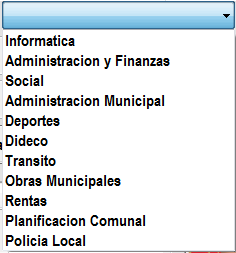 Informatica
Administracion y Finanzas
Social
Administracion Municipal
Deportes
Dideco
Transito
Obras Municipales
Rentas
Planificacion Comunal
Policia Local